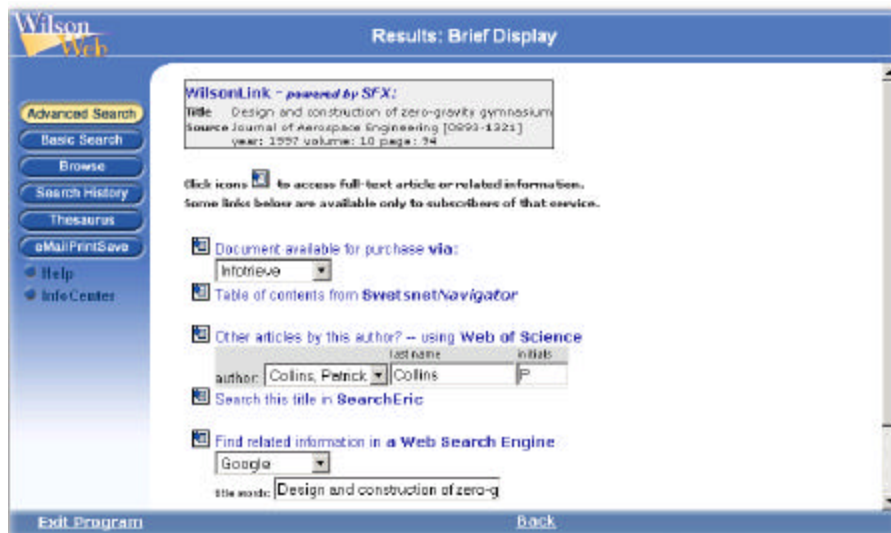 Wilson
Web
Results: Brief Display
Advanced Search
Basic Search
Browse
Search History
Thesaurus
eMailPrintSave
Help
InfoCenter
WilsonLink - powered by SFX:
Title Design and construction of zero-gravity gymnasium
Source Journal of Aerospace Engineering [0893-1321]
year: 1997 volume: 10 page: 94
Click icons to access full-text article or related information.
Some links below are available only to subscribers of that service.
Document available for purchase via:
Infotrieve
Table of contents from SwetsnetNavigator
Other articles by this author? -- using Web of Science
last name initials
author: Collins, Patrick Collins P
Search this title in SearchEric
Find related information in a Web Search Engine
Google
title words: Design and construction of zero-g
Exit Program
Back